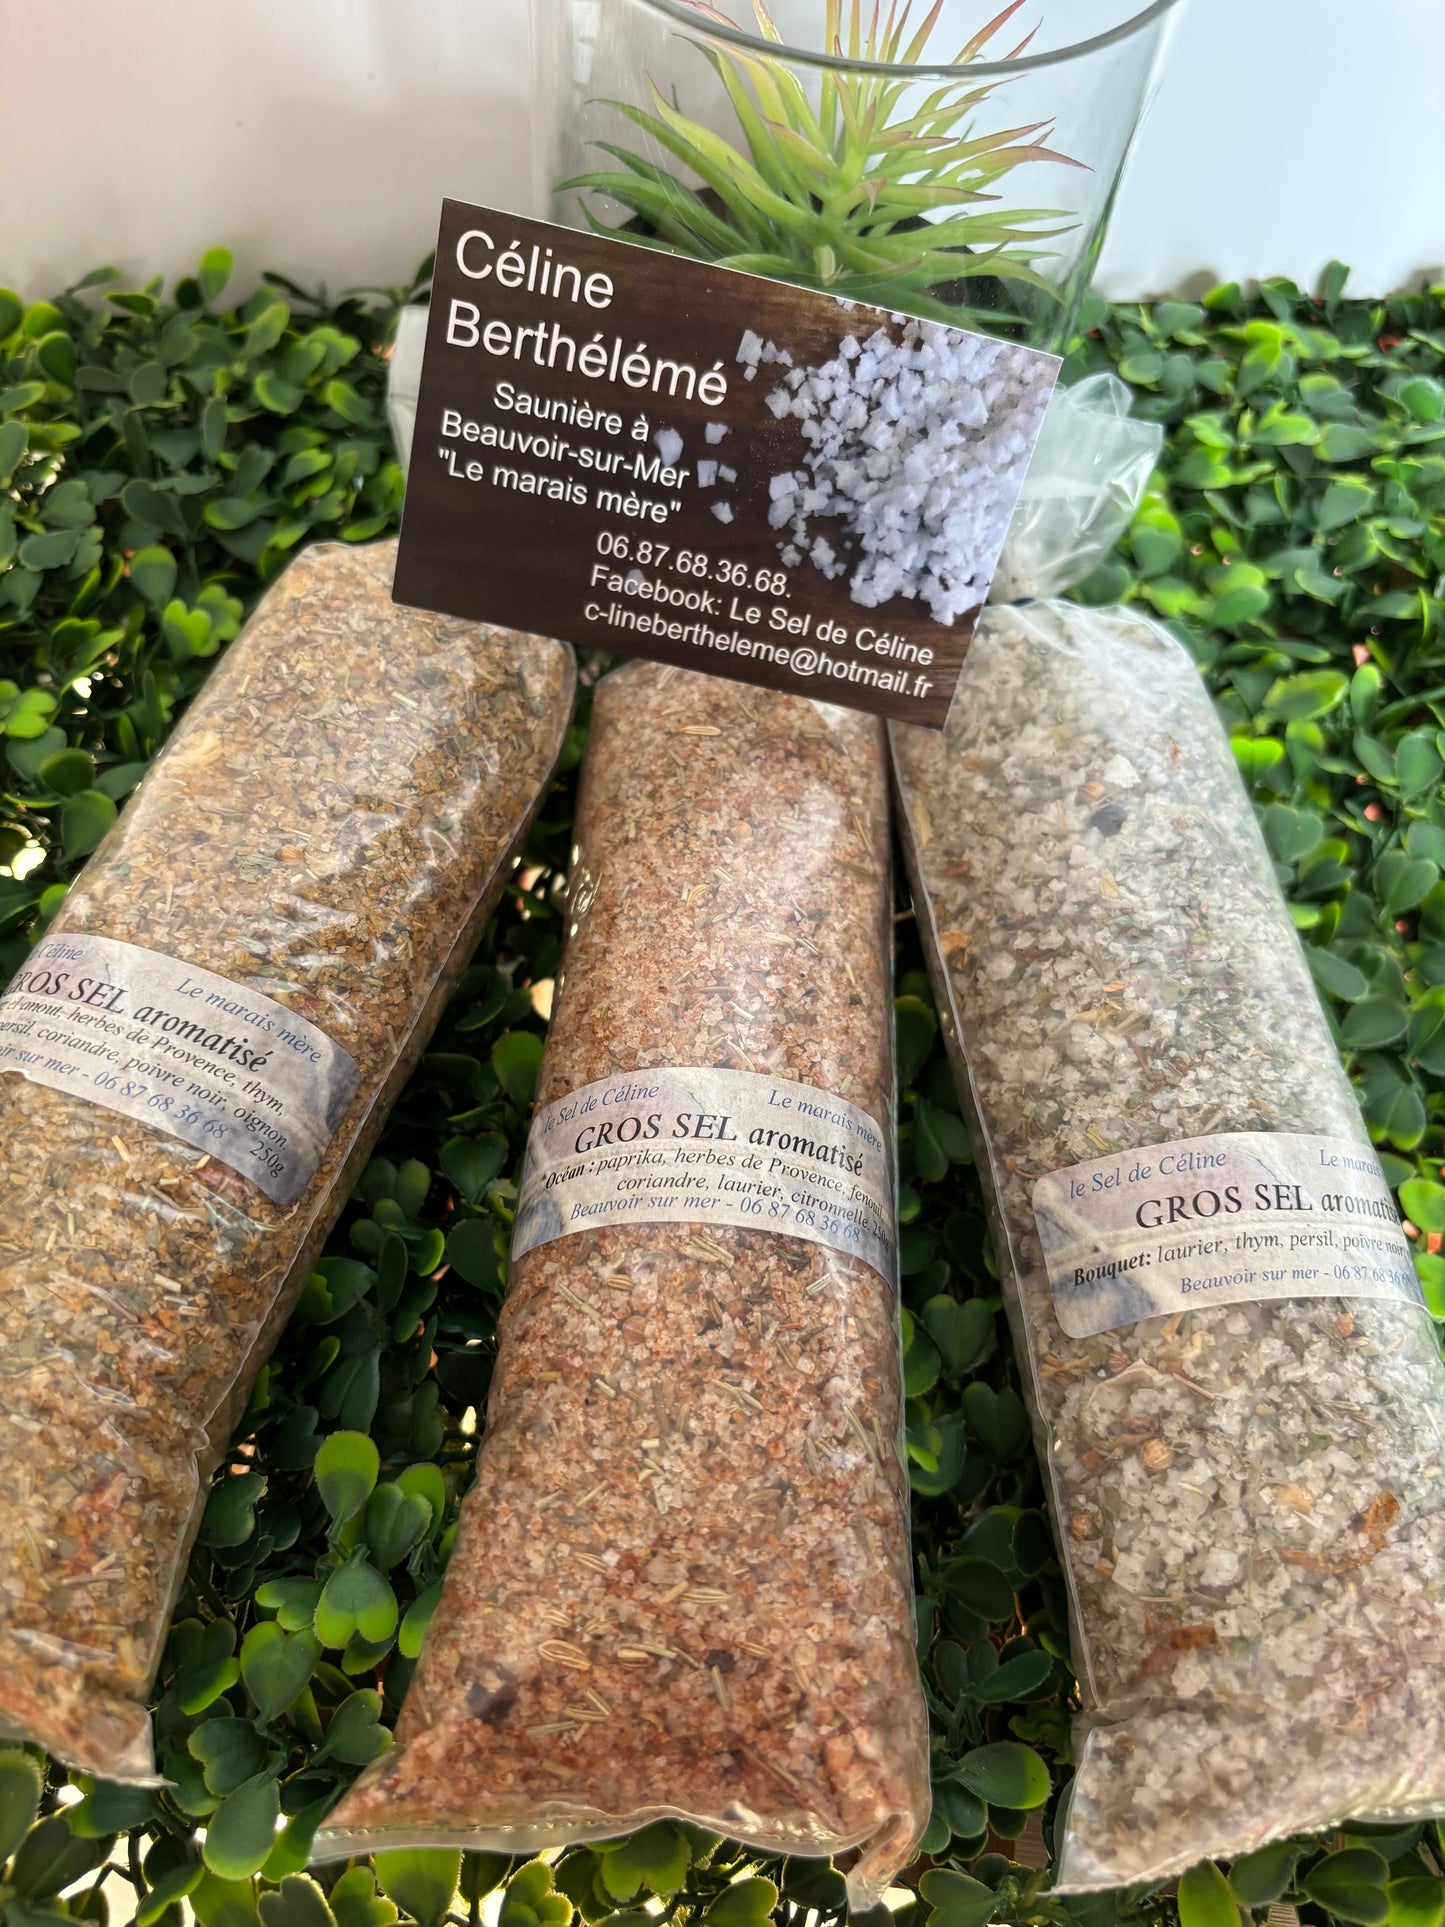 Céline
Berthélémé
Saunière à
Beauvoir-sur-Mer
"Le marais mère"
06.87.68.36.68.
Facebook: Le Sel de Céline
c-linebertheleme@hotmail.fr
Céline Le marais mère
GROS SEL aromatisé
el-anout, herbes de Provence, thym,
persil, coriandre, poivre noir, oignon.
sur mer - 06 87 68 36 68 250g
le Sel de Céline Le marais mère
GROS SEL aromatisé
*Océan : paprika, herbes de Provence, fenouil,
coriandre, laurier, citronnelle. 250g
Beauvoir sur mer - 06 87 68 36 68
le Sel de Céline Le marais
GROS SEL aromatisé
Bouquet: laurier, thym, persil, poivre noir
Beauvoir sur mer - 06 87 68 36 68